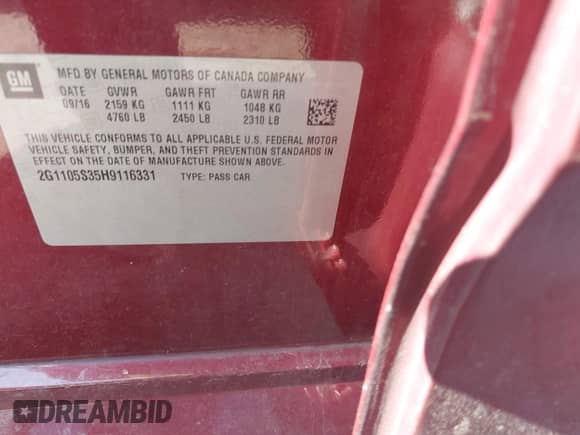 GM
MFD BY GENERAL MOTORS OF CANADA COMPANY
DATE GVWR GAWR FRT GAWR RR
09/16 2159 KG 1111 KG 1048 KG
4760 LB 2450 LB 2310 LB
THIS VEHICLE CONFORMS TO ALL APPLICABLE U.S. FEDERAL MOTOR
VEHICLE SAFETY, BUMPER, AND THEFT PREVENTION STANDARDS IN
EFFECT ON THE DATE OF MANUFACTURE SHOWN ABOVE.
2G1105S35H9116331 TYPE: PASS CAR
DREAMBID